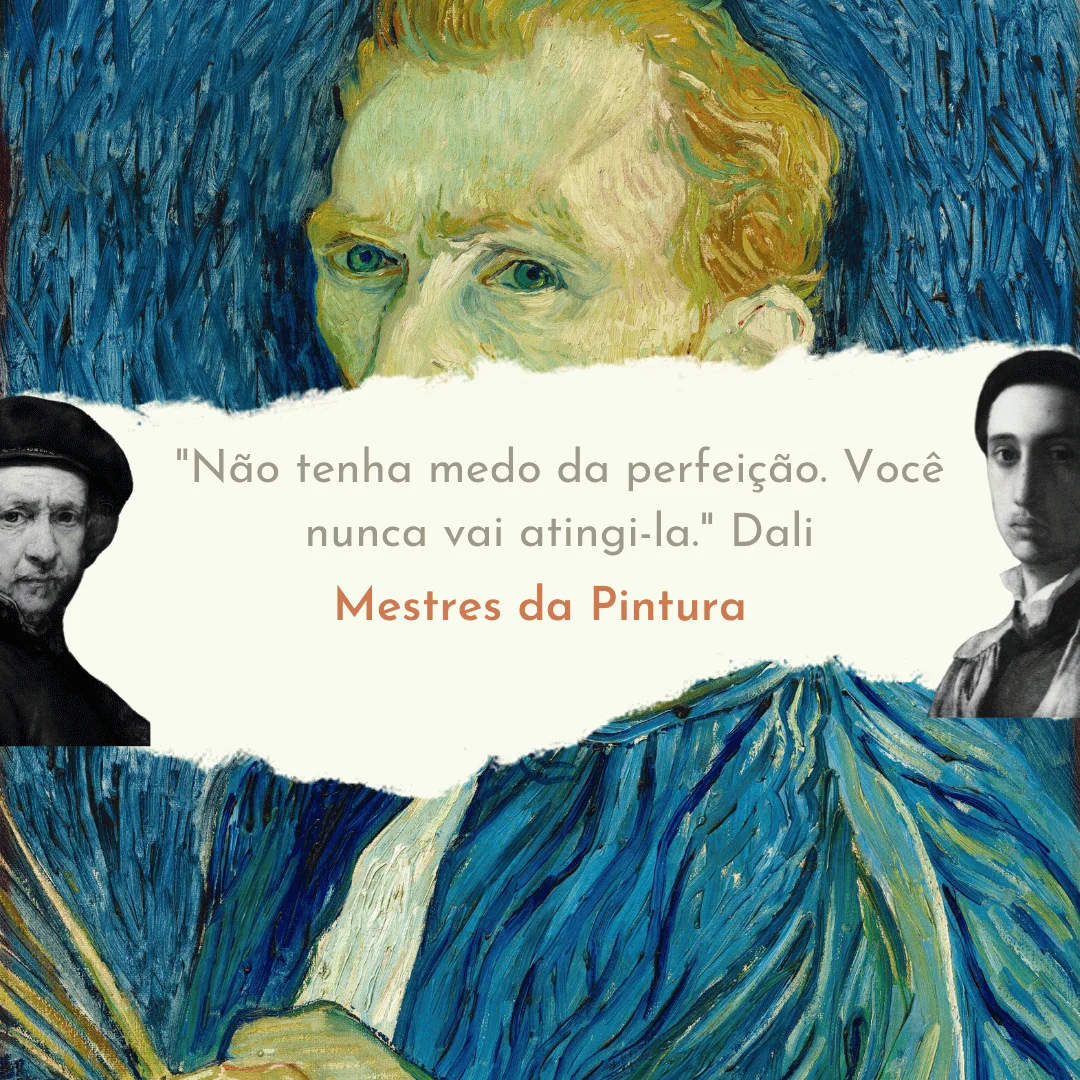 "Não tenha medo da perfeição. Você
nunca vai atingi-la." Dali
Mestres da Pintura